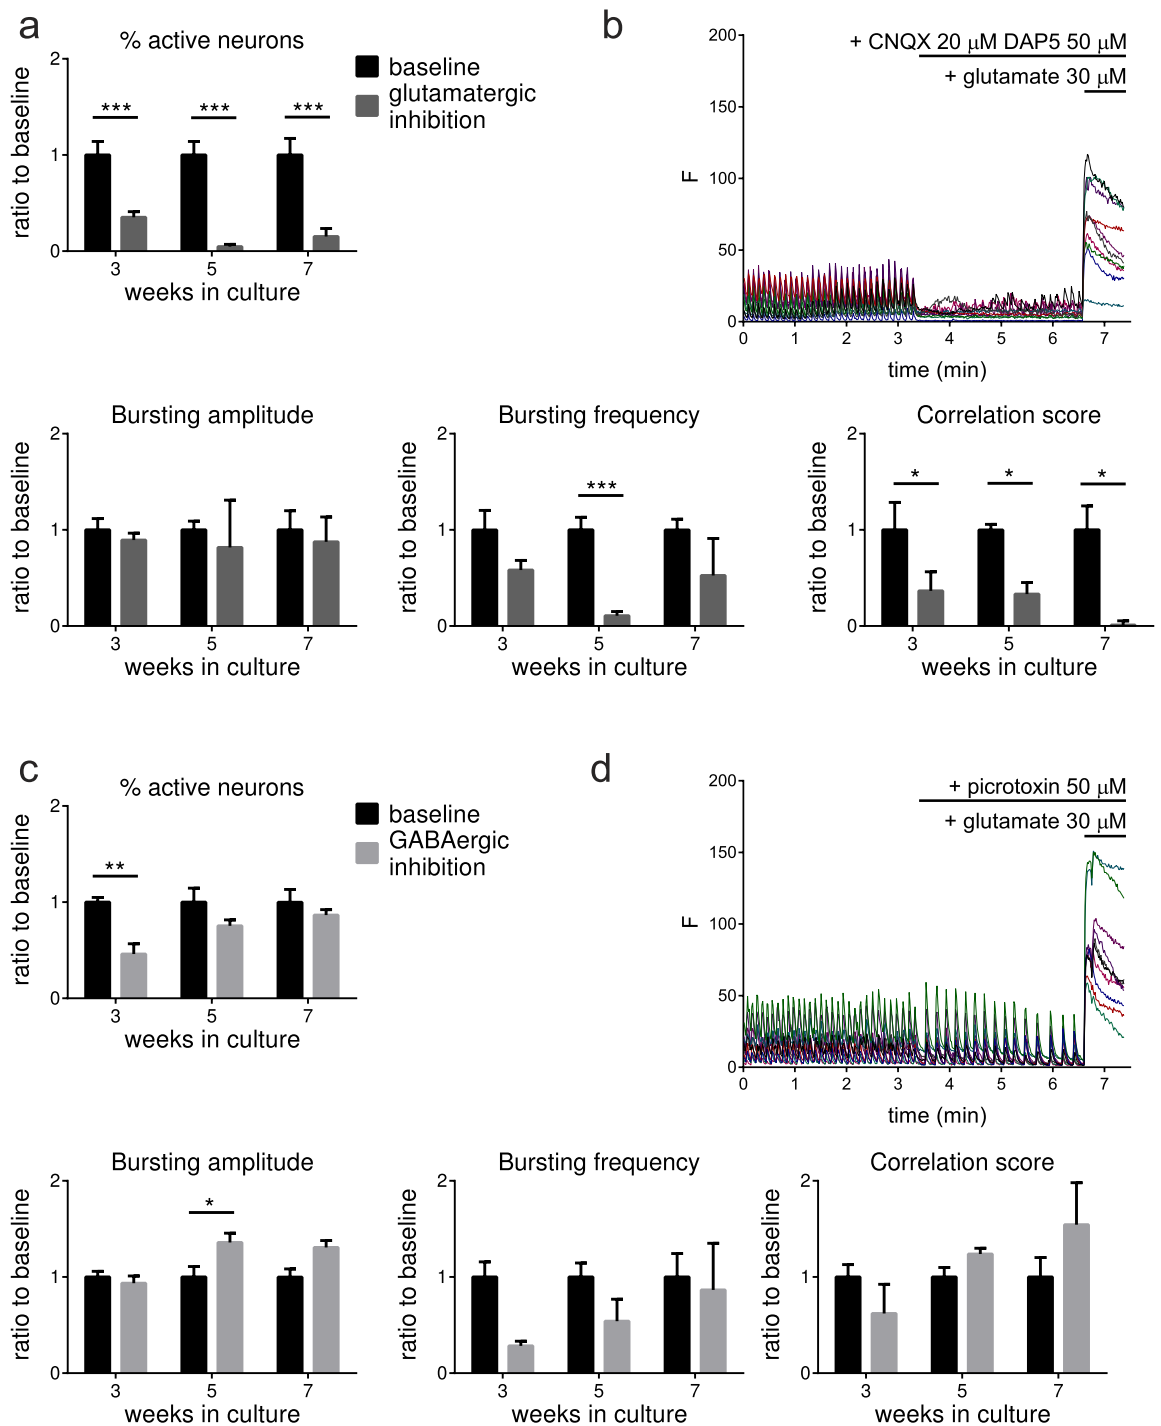 a
% active neurons
ratio to baseline
2
1
0
***
***
***
3
5
7
weeks in culture
baseline
glutamatergic
inhibition
b
F
200
150
100
50
0
+ CNQX 20 μM DAP5 50 μM
+ glutamate 30 μM
0 1 2 3 4 5 6 7
time (min)
Bursting amplitude
ratio to baseline
2
1
0
3 5 7
weeks in culture
Bursting frequency
ratio to baseline
2
1
0
***
3 5 7
weeks in culture
Correlation score
ratio to baseline
2
1
0
* * *
3 5 7
weeks in culture
c
% active neurons
ratio to baseline
2
1
0
**
3 5 7
weeks in culture
baseline
GABAergic
inhibition
d
F
200
150
100
50
0
+ picrotoxin 50 μM
+ glutamate 30 μM
0 1 2 3 4 5 6 7
time (min)
Bursting amplitude
ratio to baseline
2
1
0
*
3 5 7
weeks in culture
Bursting frequency
ratio to baseline
2
1
0
3 5 7
weeks in culture
Correlation score
ratio to baseline
2
1
0
3 5 7
weeks in culture